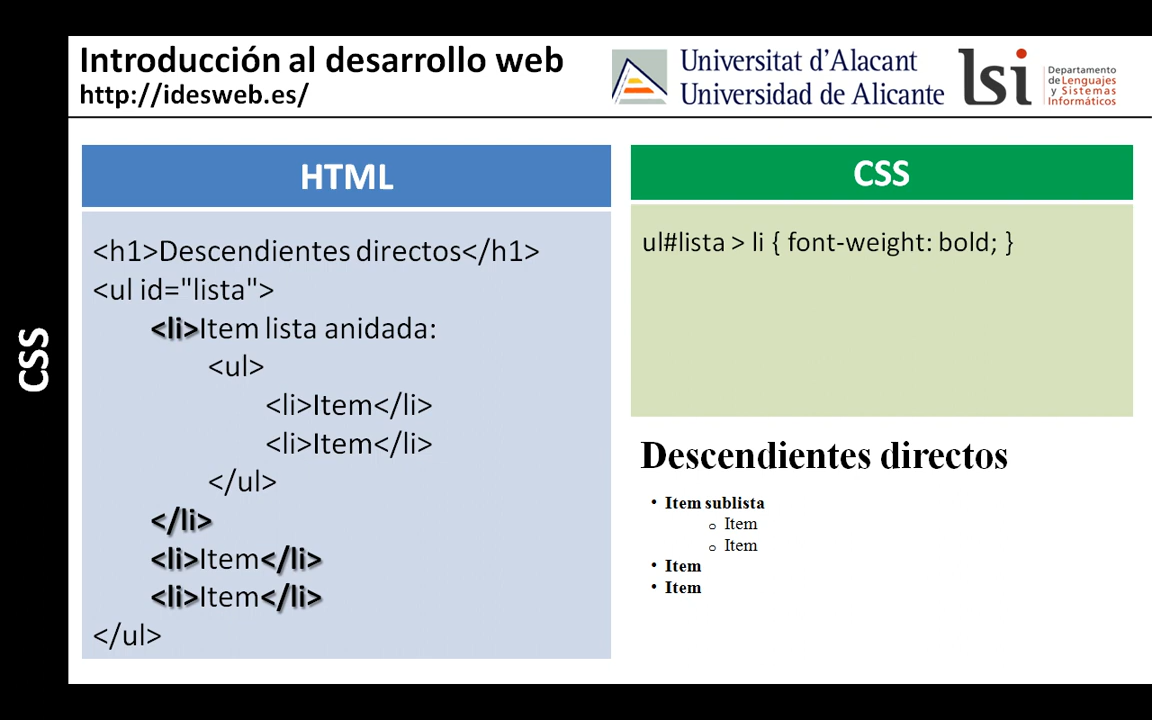 Introducción al desarrollo web
http://idesweb.es/
Universitat d'Alacant
Universidad de Alicante
lsi
Departamento
de Lenguajes
y Sistemas
Informáticos
CSS
HTML
<h1>Descendientes directos</h1>
<ul id="lista">
<li>Item lista anidada:
<ul>
<li>Item</li>
<li>Item</li>
</ul>
</li>
<li>Item</li>
<li>Item</li>
</ul>
CSS
ul#lista > li { font-weight: bold; }
Descendientes directos
• Item sublista
o Item
o Item
• Item
• Item